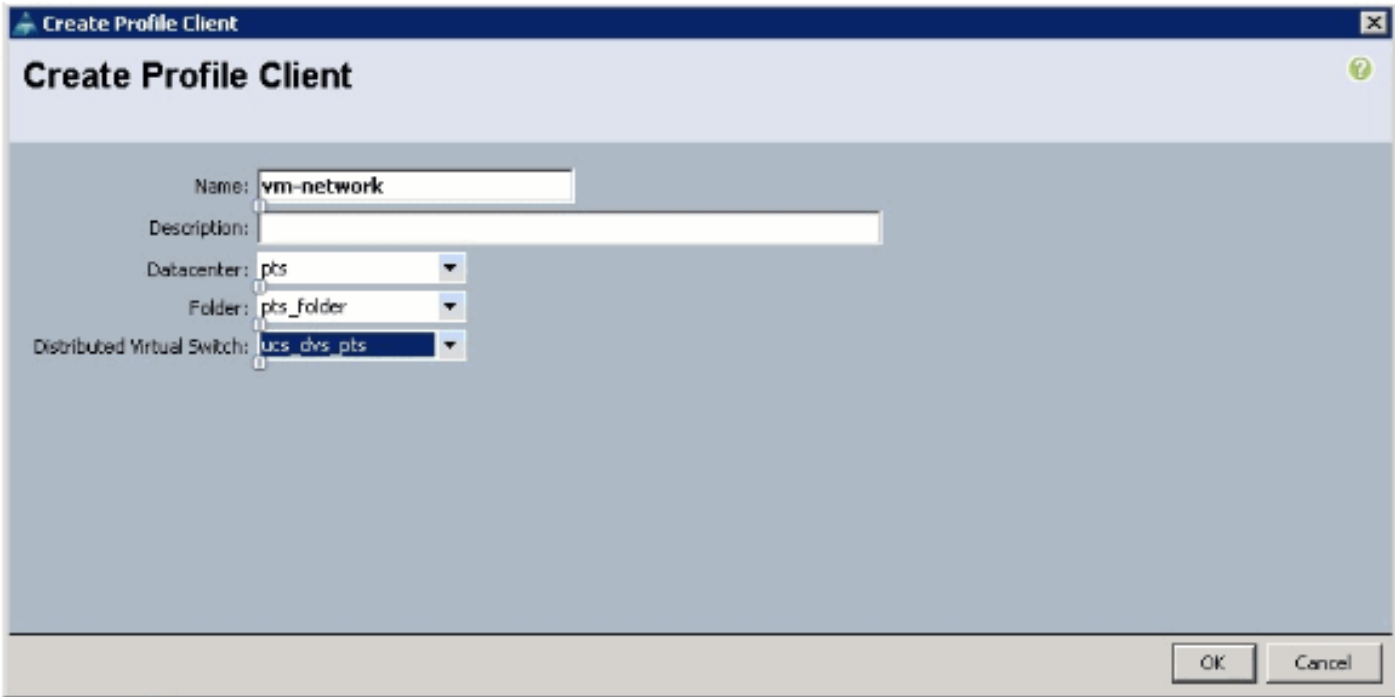 Create Profile Client
Create Profile Client
?
Name: vm-network
Description:
Datacenter: pts
Folder: pts_folder
Distributed Virtual Switch: ucs_dvs_pts
OK Cancel